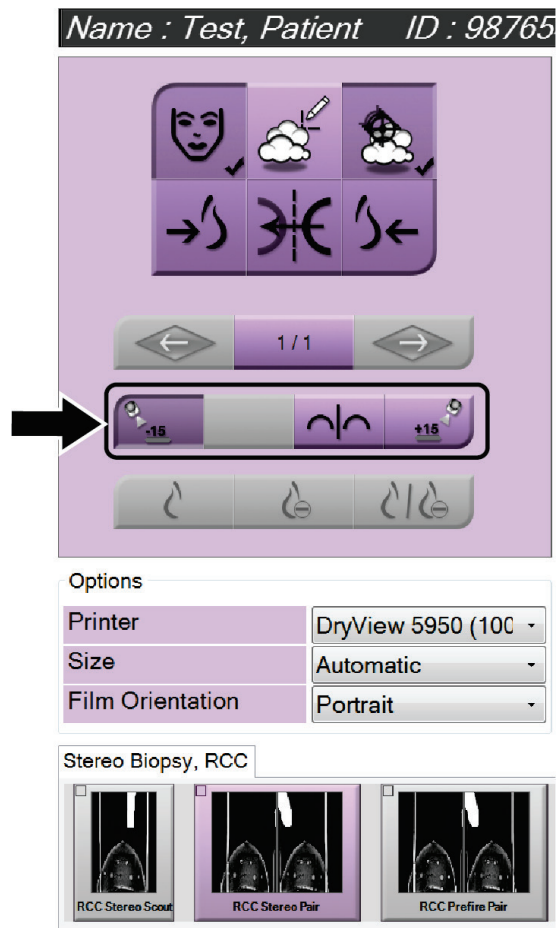 Name : Test, Patient ID : 98765
1 / 1
-15 +15
Options
Printer DryView 5950 (100
Size Automatic
Film Orientation Portrait
Stereo Biopsy, RCC
RCC Stereo Scout RCC Stereo Pair RCC Prefire Pair